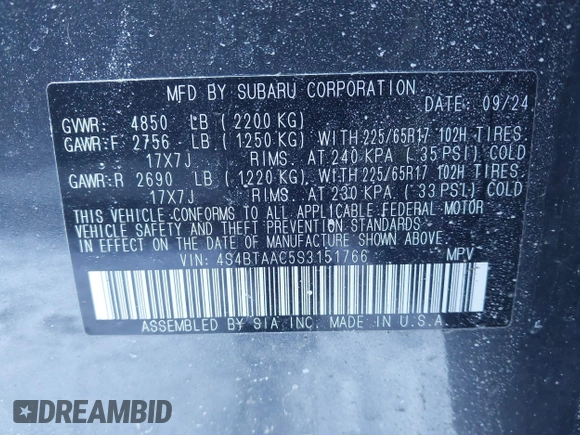 MFD BY SUBARU CORPORATION
DATE: 09/24
GVWR: 4850 LB (2200 KG)
GAWR:F 2756 LB (1250 KG) WITH 225/65R17 102H TIRES.
17X7J RIMS. AT 240 KPA (35 PSI) COLD
GAWR:R 2690 LB (1220 KG) WITH 225/65R17 102H TIRES.
17X7J RIMS. AT 230 KPA (33 PSI) COLD
THIS VEHICLE CONFORMS TO ALL APPLICABLE FEDERAL MOTOR
VEHICLE SAFETY AND THEFT PREVENTION STANDARDS
IN EFFECT ON THE DATE OF MANUFACTURE SHOWN ABOVE.
VIN: 4S4BTAAC5S3151766 MPV
ASSEMBLED BY SIA INC. MADE IN U.S.A.
DREAMBID